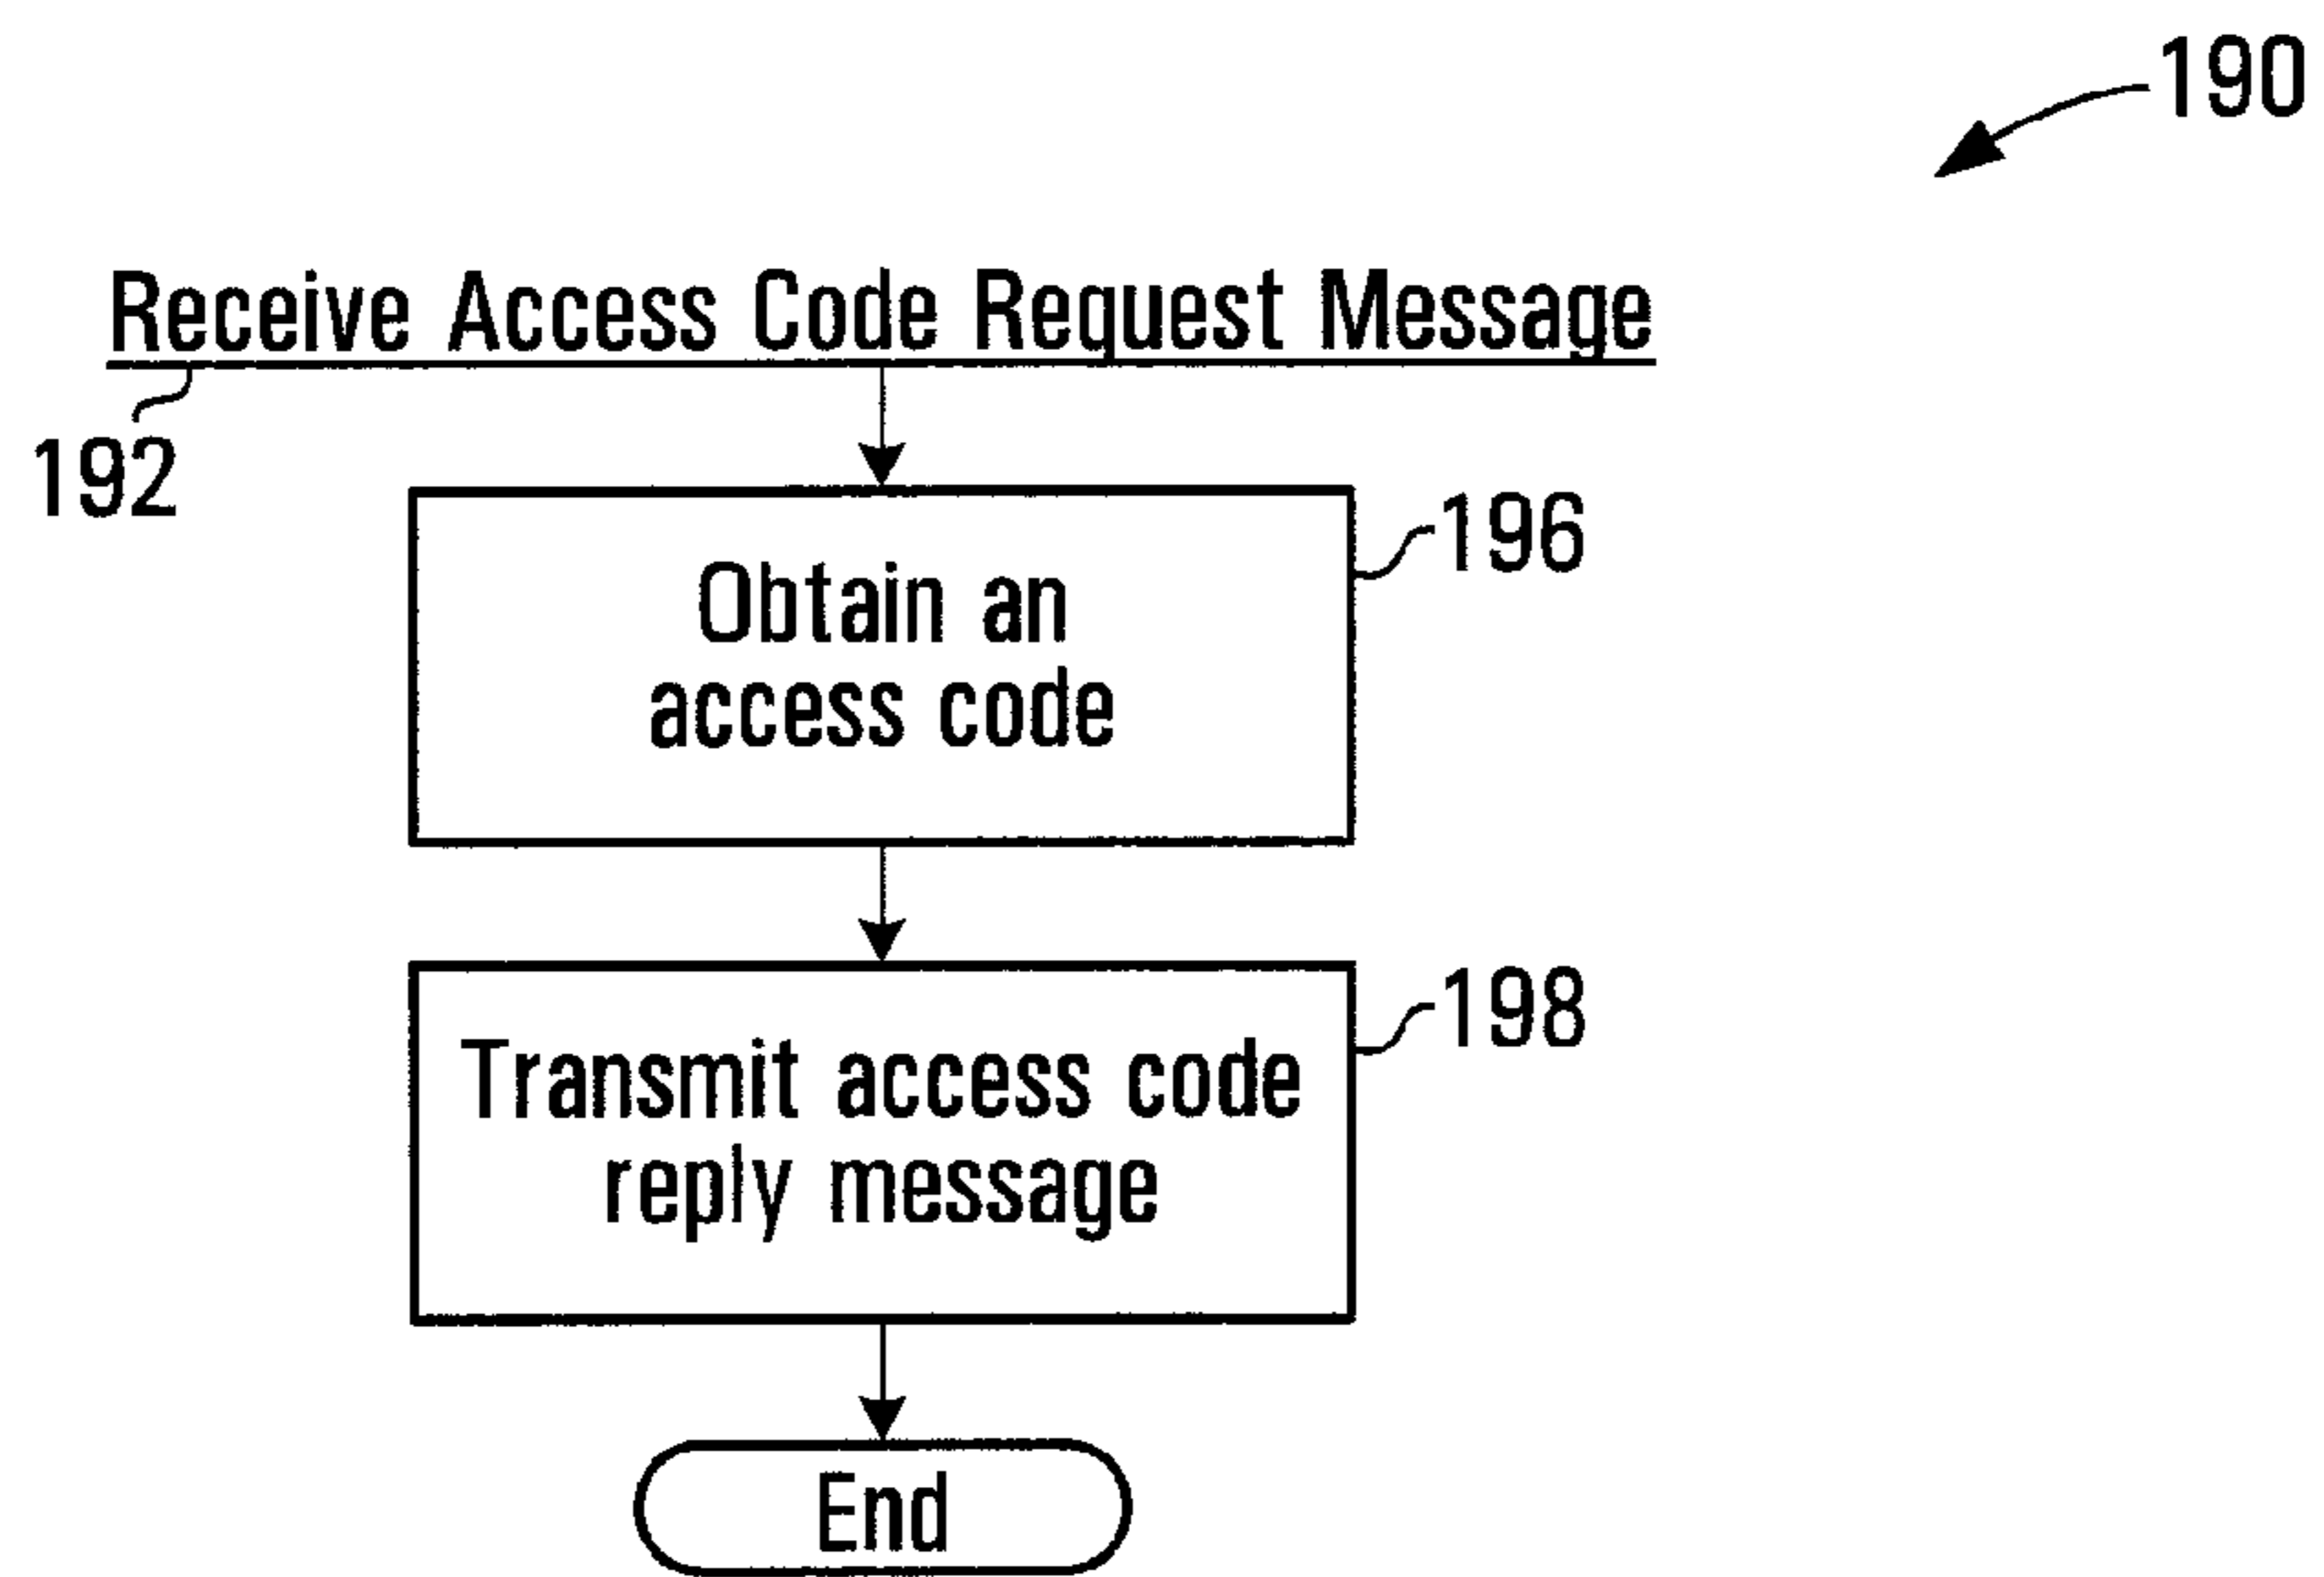 190
Receive Access Code Request Message
192
196
Obtain an
access code
198
Transmit access code
reply message
End